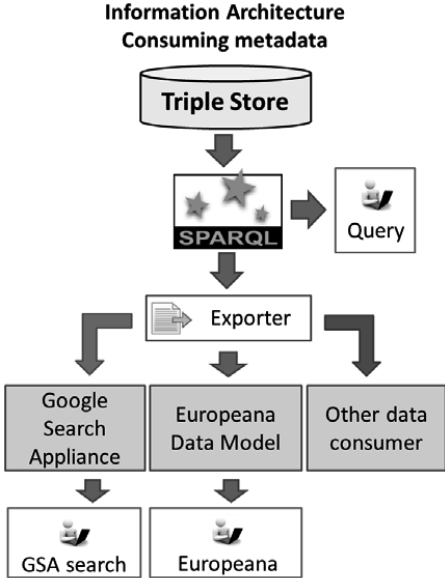 Information Architecture
Consuming metadata
Triple Store
SPARQL
Query
Exporter
Google
Search
Appliance
Europeana
Data Model
Other data
consumer
GSA search
Europeana